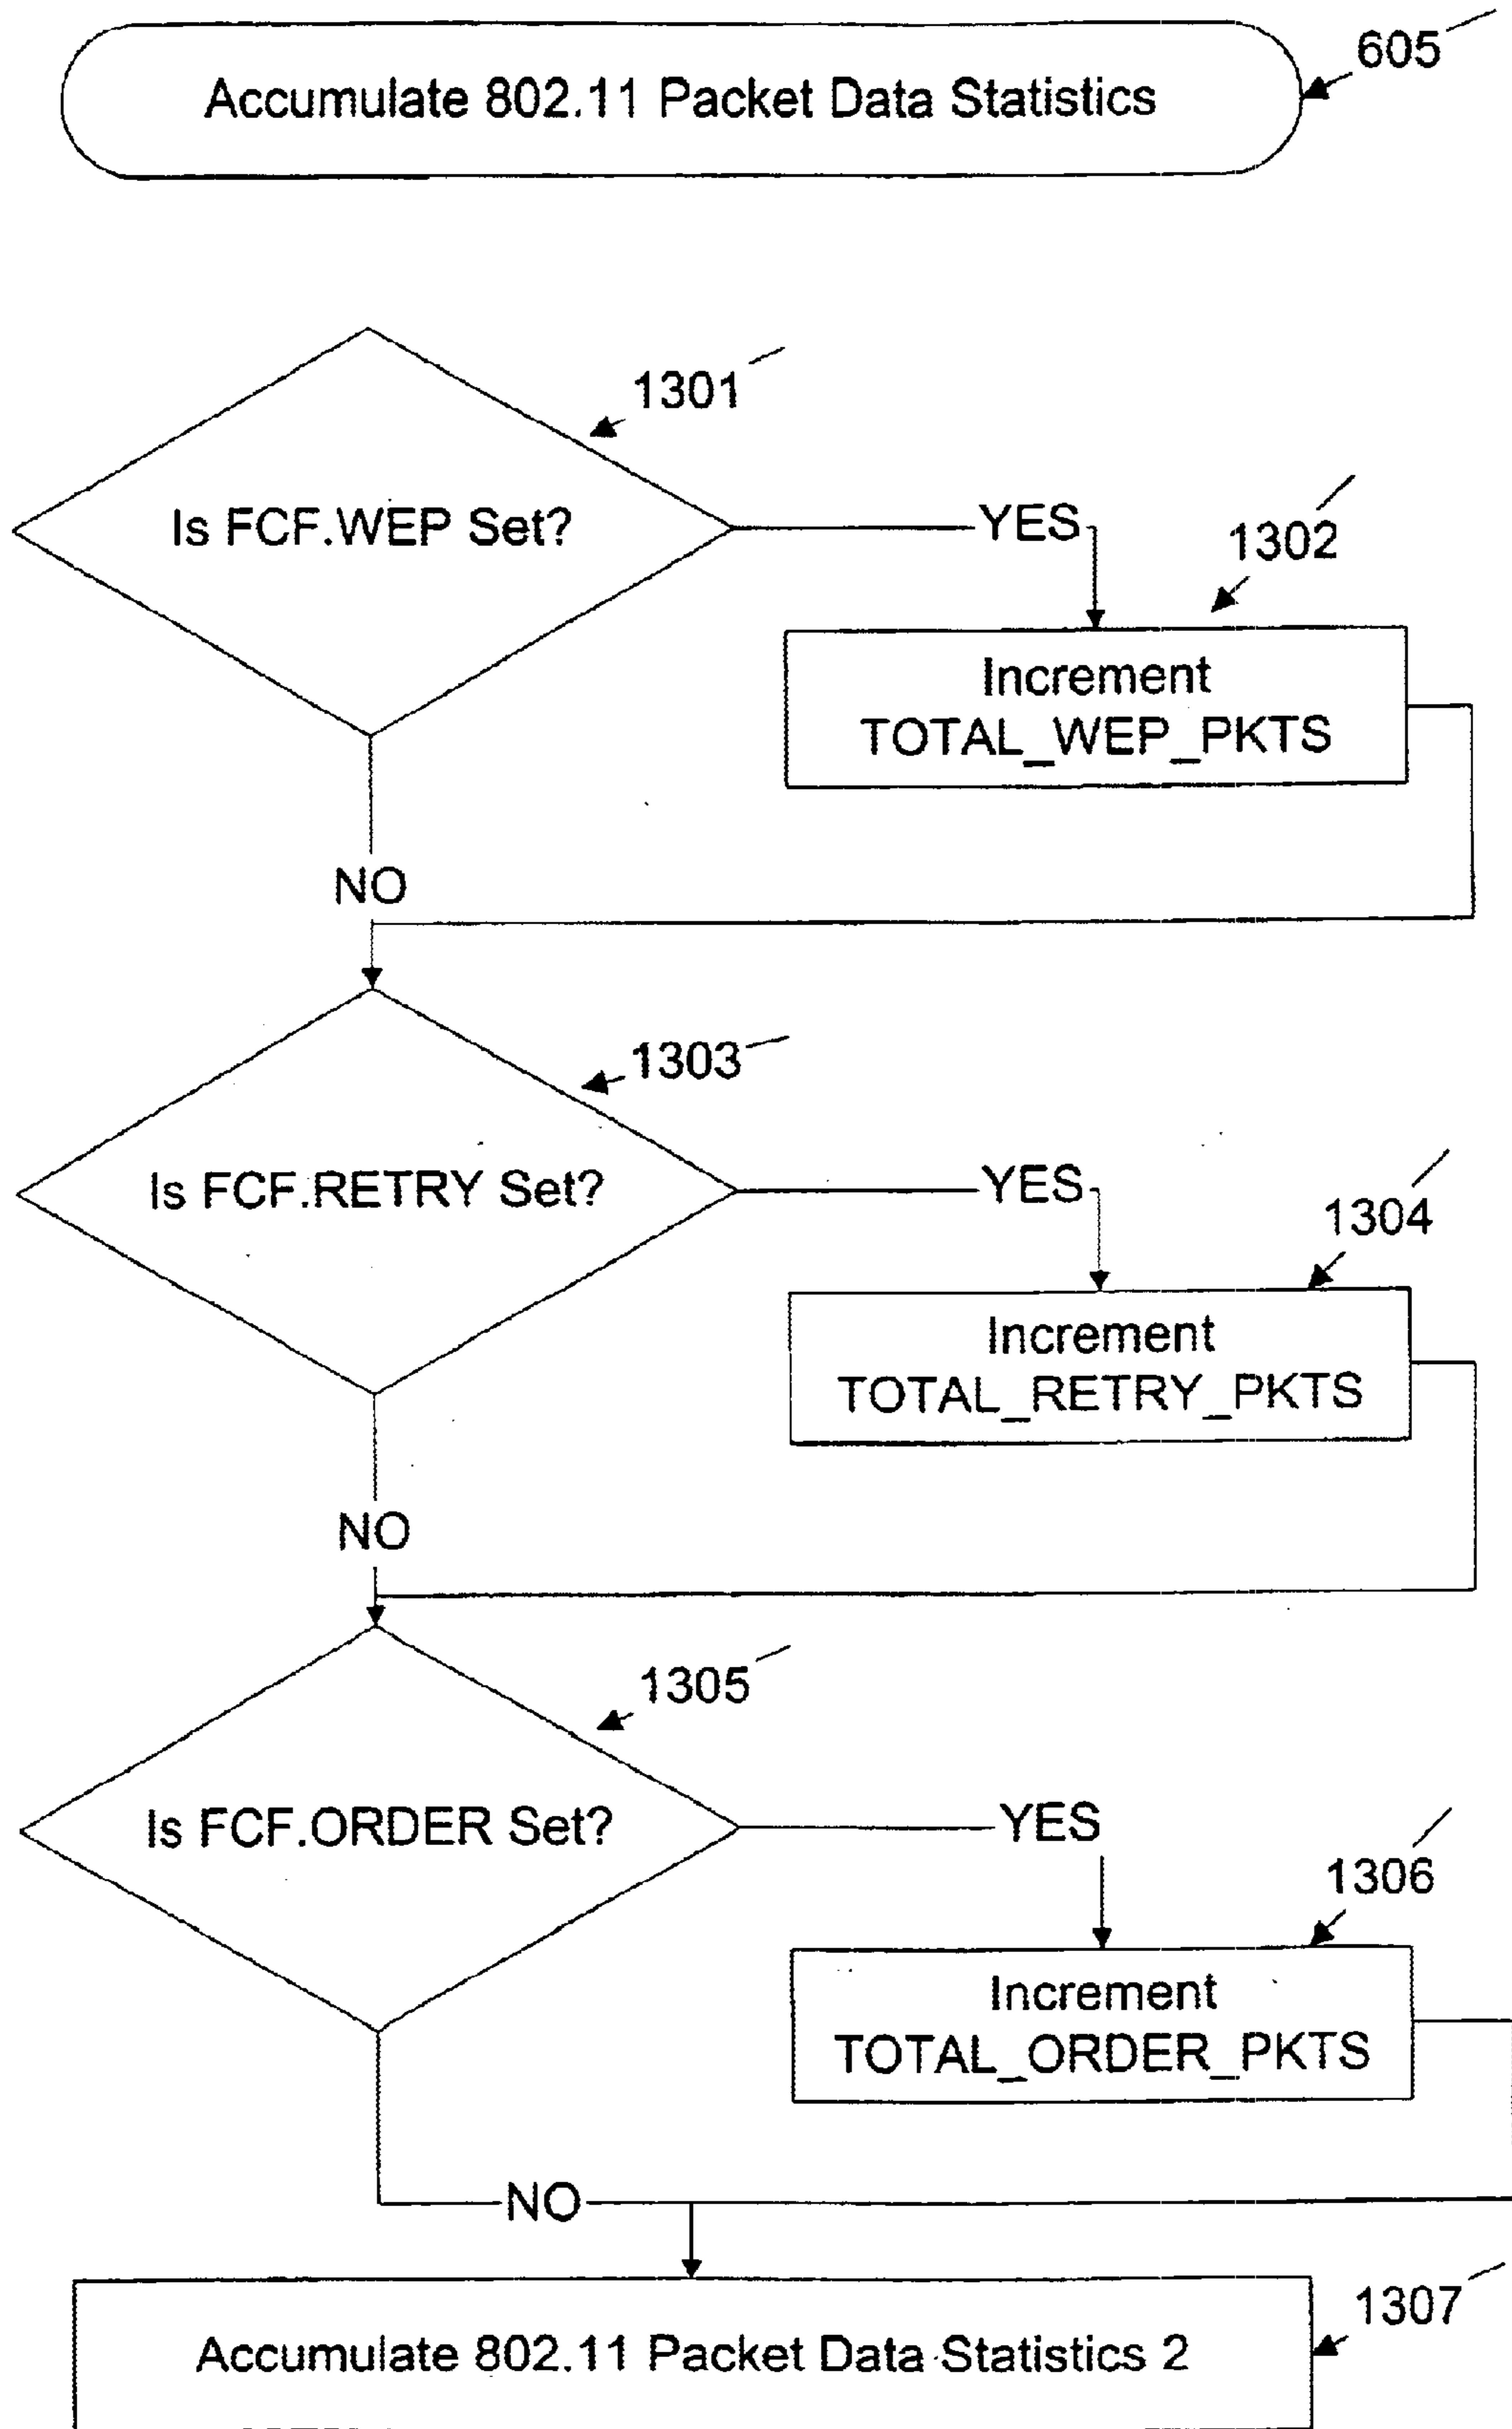 605
Accumulate 802.11 Packet Data Statistics
1301
Is FCF.WEP Set?
YES
1302
Increment
TOTAL_WEP_PKTS
NO
1303
Is FCF.RETRY Set?
YES
1304
Increment
TOTAL_RETRY_PKTS
NO
1305
Is FCF.ORDER Set?
YES
1306
Increment
TOTAL_ORDER_PKTS
NO
1307
Accumulate 802.11 Packet Data Statistics 2